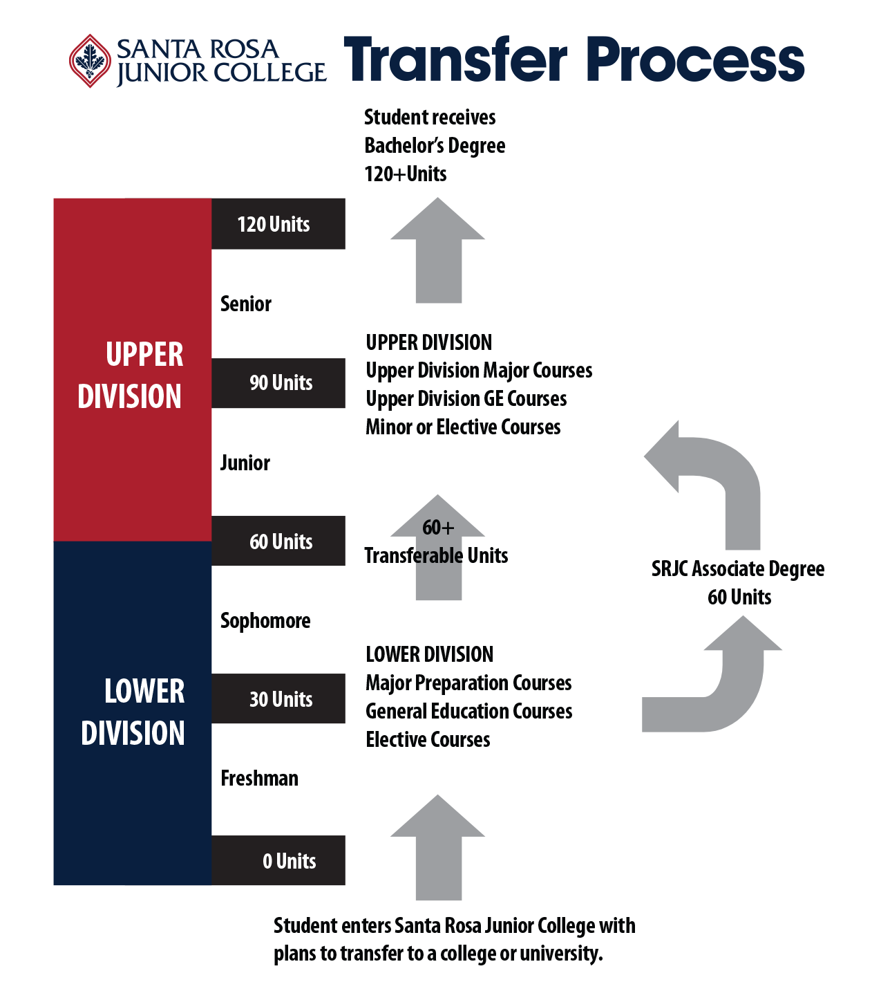 SANTA ROSA
JUNIOR COLLEGE
Transfer Process
Student receives
Bachelor’s Degree
120+Units
120 Units
Senior
UPPER
DIVISION
90 Units
UPPER DIVISION
Upper Division Major Courses
Upper Division GE Courses
Minor or Elective Courses
Junior
60 Units
60+
Transferable Units
SRJC Associate Degree
60 Units
Sophomore
LOWER
DIVISION
30 Units
LOWER DIVISION
Major Preparation Courses
General Education Courses
Elective Courses
Freshman
0 Units
Student enters Santa Rosa Junior College with
plans to transfer to a college or university.